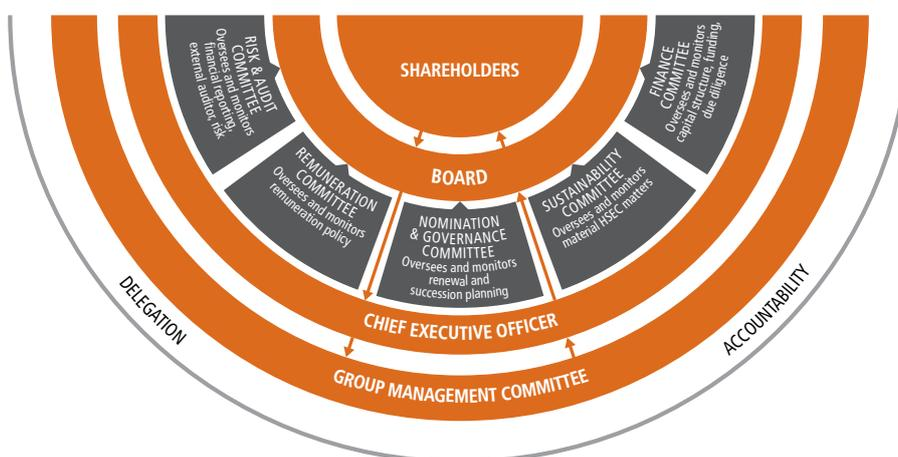 SHAREHOLDERS
BOARD
RISK & AUDIT
COMMITTEE
Oversees and monitors
financial reporting,
external auditor, risk
REMUNERATION
COMMITTEE
Oversees and monitors
remuneration policy
NOMINATION
& GOVERNANCE
COMMITTEE
Oversees and monitors
renewal and
succession planning
SUSTAINABILITY
COMMITTEE
Oversees and monitors
material HSEC matters
FINANCE
COMMITTEE
Oversees and monitors
capital structure, funding,
due diligence
CHIEF EXECUTIVE OFFICER
GROUP MANAGEMENT COMMITTEE
DELEGATION
ACCOUNTABILITY